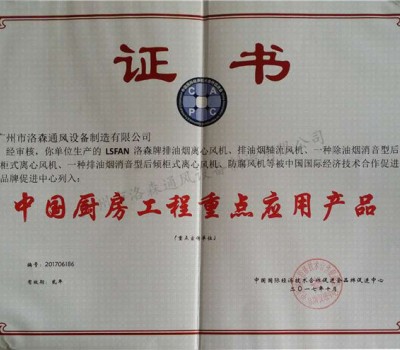 证书
CAPC
广州市洛森通风设备制造有限公司
经审核,你单位生产的 LSFAN 洛森牌排油烟离心风机、排油烟轴流风机、一种除油烟消音型后
柜式离心风机、一种排油烟消音型后倾柜式离心风机、防腐风机等被中国国际经济技术合作促进
品牌促进中心列入:
中国厨房工程重点应用产品
编号:201706186
有效期:贰年
中国国际经济技术合作促进会品牌促进中心
二〇一七年十月